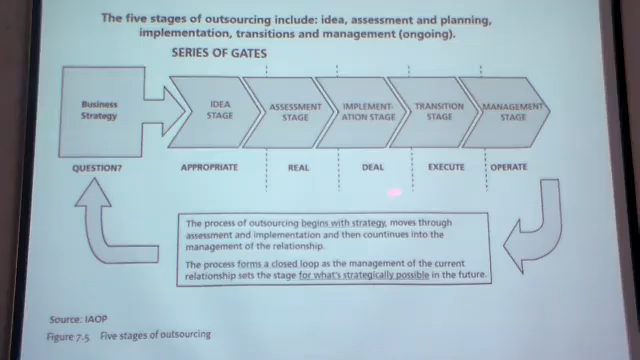 The five stages of outsourcing include: idea, assessment and planning,
implementation, transitions and management (ongoing).
SERIES OF GATES
Business
Strategy
IDEA
STAGE
ASSESSMENT
STAGE
IMPLEMENT-
ATION STAGE
TRANSITION
STAGE
MANAGEMENT
STAGE
QUESTION?
APPROPRIATE
REAL
DEAL
EXECUTE
OPERATE
The process of outsourcing begins with strategy, moves through
assessment and implementation and then countinues into the
management of the relationship.
The process forms a closed loop as the management of the current
relationship sets the stage for what's strategically possible in the future.
Source: IAOP
Figure 7.5 Five stages of outsourcing